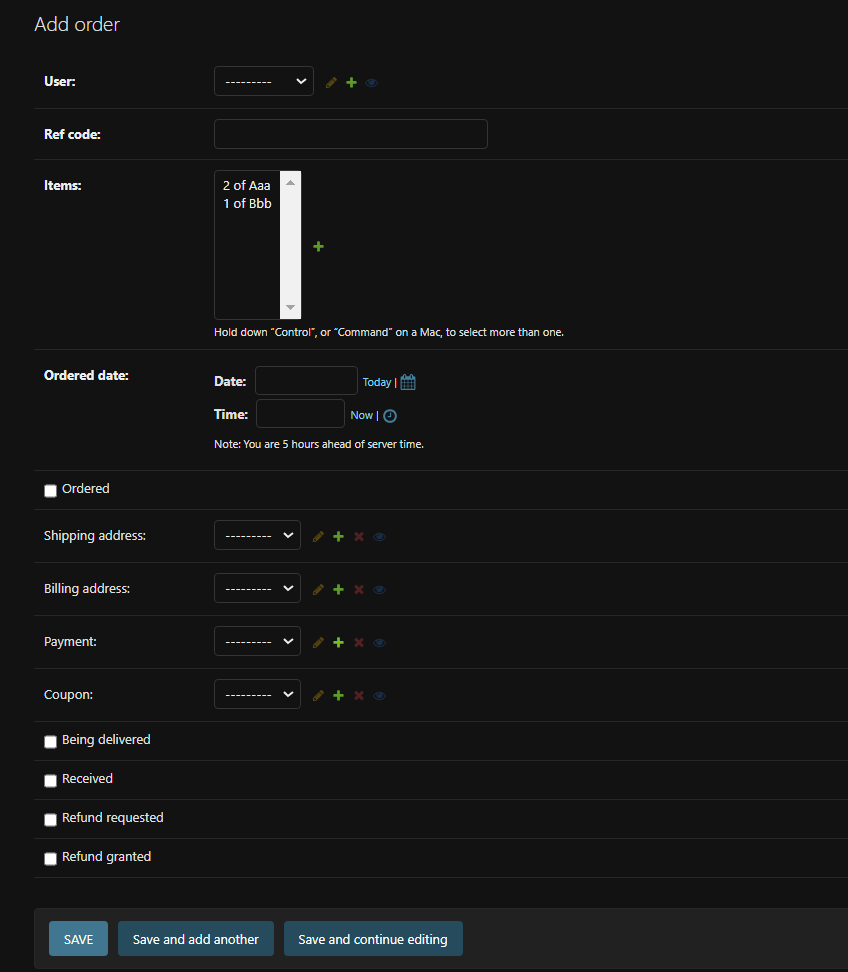 Add order
User: ---------
Ref code:
Items:
2 of Aaa
1 of Bbb
Hold down “Control”, or “Command” on a Mac, to select more than one.
Ordered date:
Date: Today |
Time: Now |
Note: You are 5 hours ahead of server time.
Ordered
Shipping address: ---------
Billing address: ---------
Payment: ---------
Coupon: ---------
Being delivered
Received
Refund requested
Refund granted
SAVE Save and add another Save and continue editing